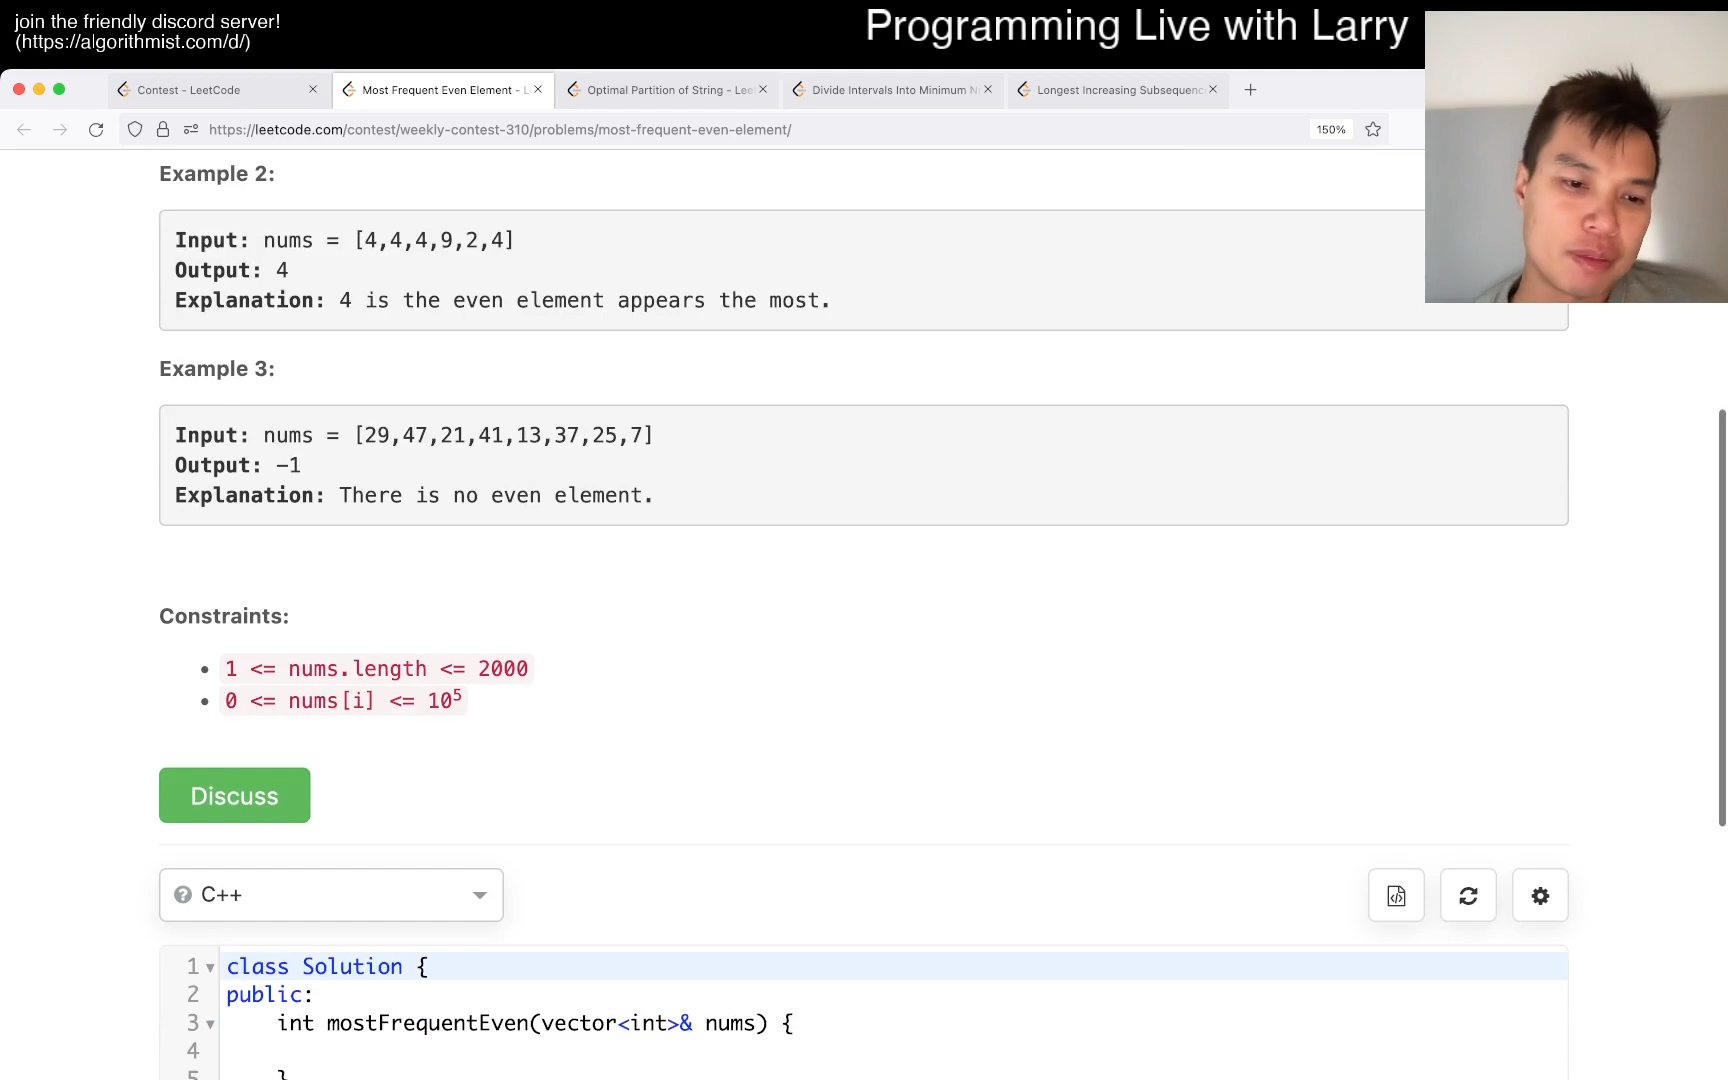 join the friendly discord server!
(https://algorithmist.com/d/)
Programming Live with Larry
Contest - LeetCode
Most Frequent Even Element - L
Optimal Partition of String - Lee
Divide Intervals Into Minimum N
Longest Increasing Subsequenc
https://leetcode.com/contest/weekly-contest-310/problems/most-frequent-even-element/
150%
Example 2:
Input: nums = [4,4,4,9,2,4]
Output: 4
Explanation: 4 is the even element appears the most.
Example 3:
Input: nums = [29,47,21,41,13,37,25,7]
Output: -1
Explanation: There is no even element.
Constraints:
• 1 <= nums.length <= 2000
• 0 <= nums[i] <= 10⁵
Discuss
C++
1 class Solution {
2 public:
3 int mostFrequentEven(vector<int>& nums) {
4
5 }